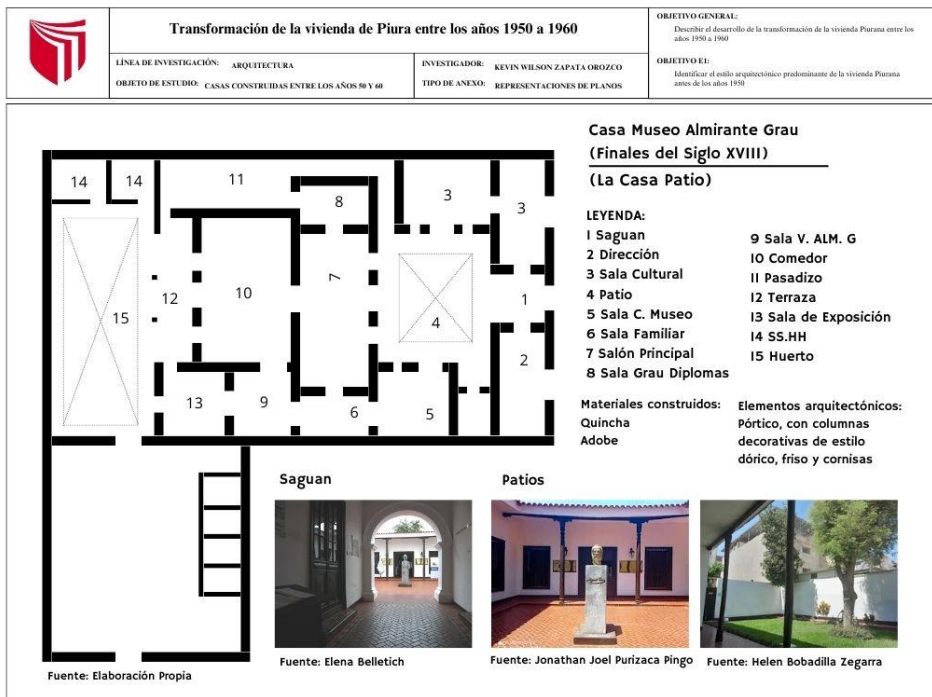 Transformación de la vivienda de Piura entre los años 1950 a 1960
LÍNEA DE INVESTIGACIÓN: ARQUITECTURA
OBJETO DE ESTUDIO: CASAS CONSTRUIDAS ENTRE LOS AÑOS 50 Y 60
INVESTIGADOR: KEVIN WILSON ZAPATA OROZCO
TIPO DE ANEXO: REPRESENTACIONES DE PLANOS
OBJETIVO GENERAL:
Describir el desarrollo de la transformación de la vivienda Piurana entre los
años 1950 a 1960
OBJETIVO E1:
Identificar el estilo arquitectónico predominante de la vivienda Piurana
antes de los años 1950
14
14
11
8
3
3
7
12
10
15
4
1
2
13
9
6
5
Casa Museo Almirante Grau
(Finales del Siglo XVIII)
(La Casa Patio)
LEYENDA:
1 Saguan
2 Dirección
3 Sala Cultural
4 Patio
5 Sala C. Museo
6 Sala Familiar
7 Salón Principal
8 Sala Grau Diplomas
9 Sala V. ALM. G
10 Comedor
11 Pasadizo
12 Terraza
13 Sala de Exposición
14 SS.HH
15 Huerto
Materiales construidos:
Quincha
Adobe
Elementos arquitectónicos:
Pórtico, con columnas
decorativas de estilo
dórico, friso y cornisas
Saguan
Patios
Fuente: Elaboración Propia
Fuente: Elena Belletich
Fuente: Jonathan Joel Purizaca Pingo
Fuente: Helen Bobadilla Zegarra